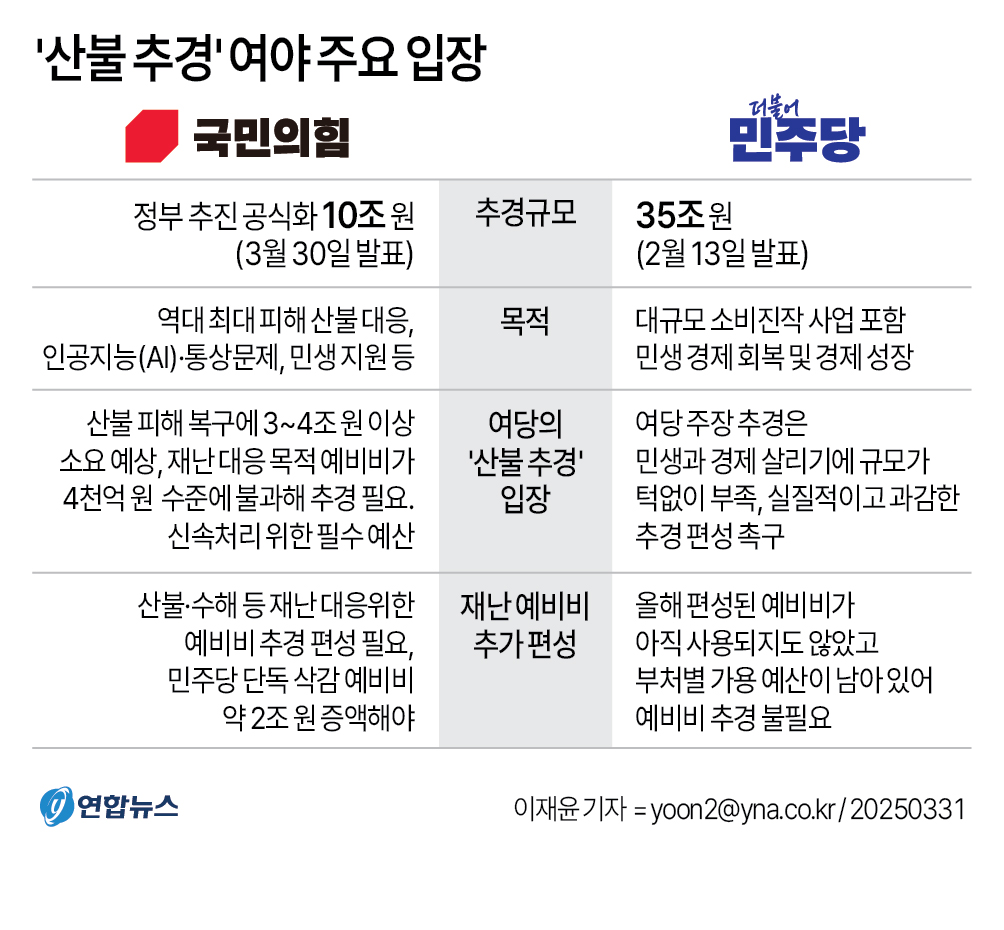 '산불 추경' 여야 주요 입장
국민의힘
더불어
민주당
정부 추진 공식화 10조 원
(3월 30일 발표)
추경규모
35조 원
(2월 13일 발표)
역대 최대 피해 산불 대응,
인공지능(AI)·통상문제, 민생 지원 등
목적
대규모 소비진작 사업 포함
민생 경제 회복 및 경제 성장
산불 피해 복구에 3~4조 원 이상
소요 예상, 재난 대응 목적 예비비가
4천억 원 수준에 불과해 추경 필요.
신속처리 위한 필수 예산
여당의
'산불 추경'
입장
여당 주장 추경은
민생과 경제 살리기에 규모가
턱없이 부족, 실질적이고 과감한
추경 편성 촉구
산불·수해 등 재난 대응위한
예비비 추경 편성 필요,
민주당 단독 삭감 예비비
약 2조 원 증액해야
재난 예비비
추가 편성
올해 편성된 예비비가
아직 사용되지도 않았고
부처별 가용 예산이 남아 있어
예비비 추경 불필요
연합뉴스
이재윤 기자 = yoon2@yna.co.kr / 20250331